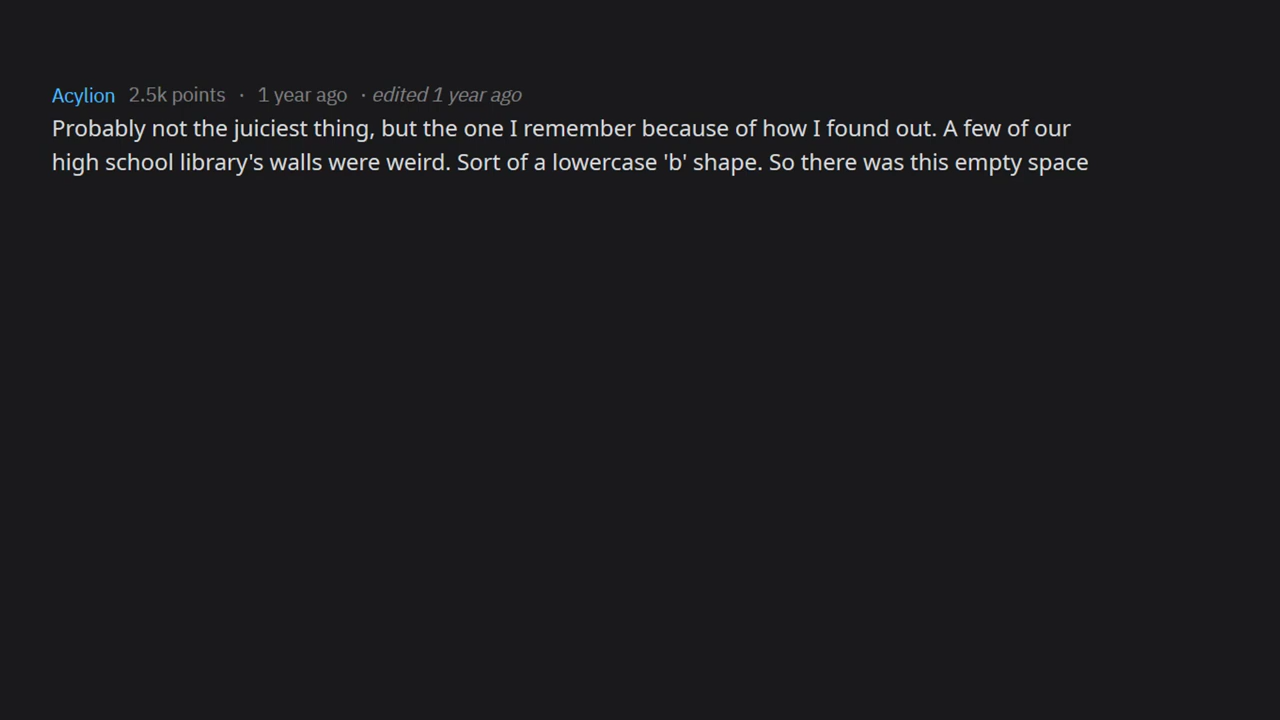 Acylion 2.5k points · 1 year ago · edited 1 year ago
Probably not the juiciest thing, but the one I remember because of how I found out. A few of our
high school library's walls were weird. Sort of a lowercase 'b' shape. So there was this empty space